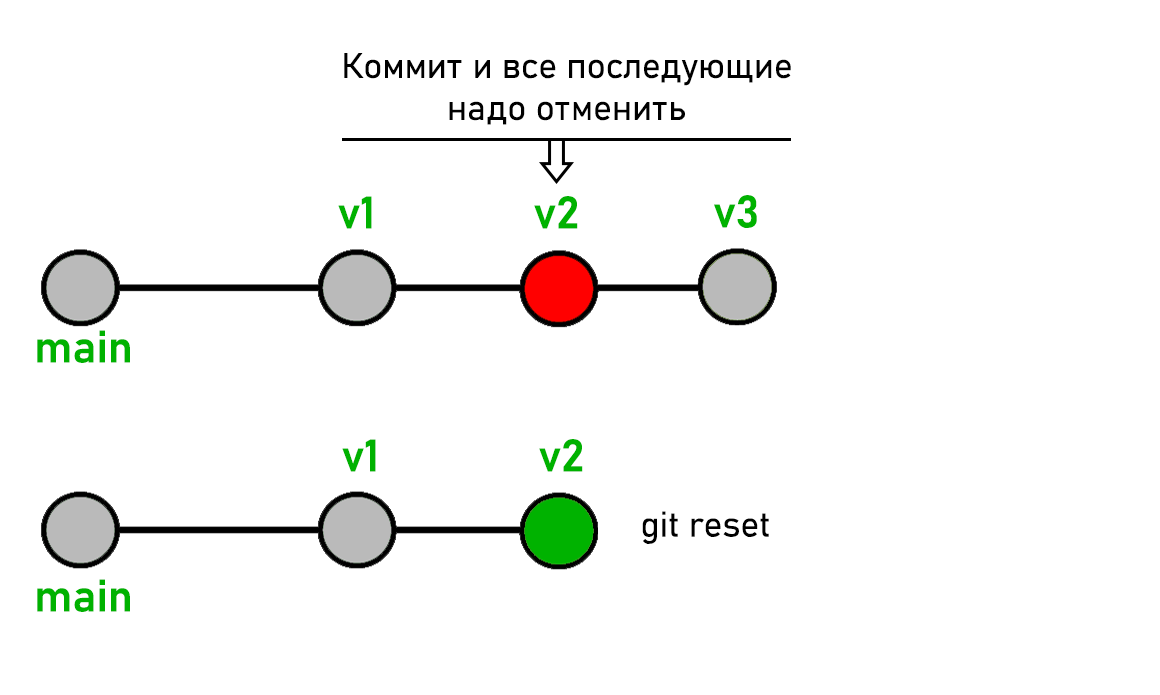 Коммит и все последующие
надо отменить
v1
v2
v3
main
v1
v2
git reset
main